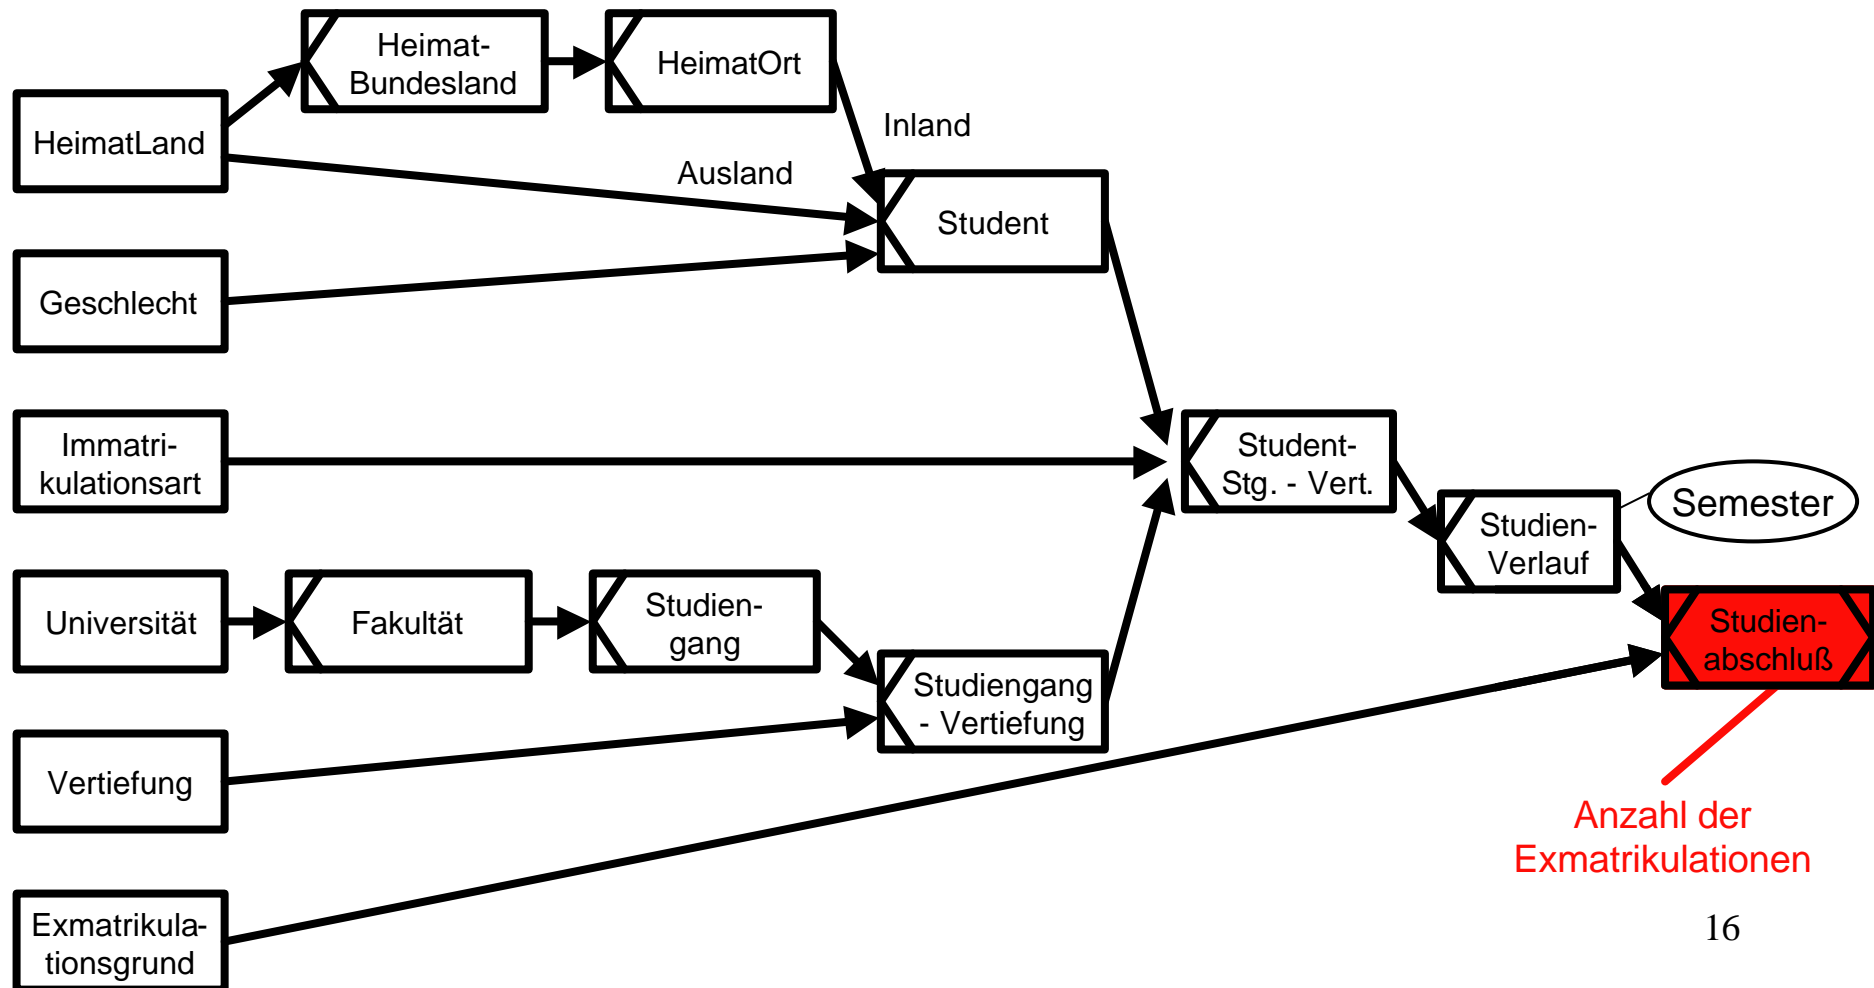 Heimat-
Bundesland
HeimatOrt
HeimatLand
Inland
Ausland
Student
Geschlecht
Immatri-
kulationsart
Student-
Stg. - Vert.
Semester
Studien-
Verlauf
Universität
Fakultät
Studien-
gang
Studien-
abschluß
Studiengang
- Vertiefung
Vertiefung
Anzahl der
Exmatrikulationen
Exmatrikula-
tionsgrund
16